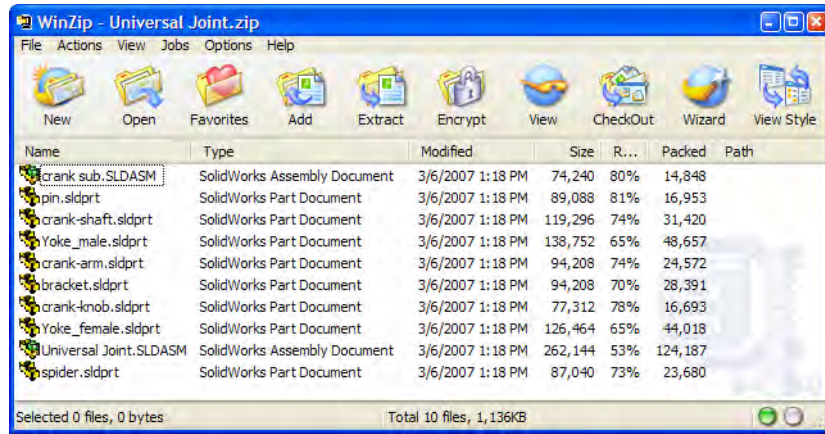 WinZip - Universal Joint.zip
File Actions View Jobs Options Help
New Open Favorites Add Extract Encrypt View CheckOut Wizard View Style
Name Type Modified Size R... Packed Path
crank sub.SLDASM SolidWorks Assembly Document 3/6/2007 1:18 PM 74,240 80% 14,848
pin.sldprt SolidWorks Part Document 3/6/2007 1:18 PM 89,088 81% 16,953
crank-shaft.sldprt SolidWorks Part Document 3/6/2007 1:18 PM 119,296 74% 31,420
Yoke_male.sldprt SolidWorks Part Document 3/6/2007 1:18 PM 138,752 65% 48,657
crank-arm.sldprt SolidWorks Part Document 3/6/2007 1:18 PM 94,208 74% 24,572
bracket.sldprt SolidWorks Part Document 3/6/2007 1:18 PM 94,208 70% 28,391
crank-knob.sldprt SolidWorks Part Document 3/6/2007 1:18 PM 77,312 78% 16,693
Yoke_female.sldprt SolidWorks Part Document 3/6/2007 1:18 PM 126,464 65% 44,018
Universal Joint.SLDASM SolidWorks Assembly Document 3/6/2007 1:18 PM 262,144 53% 124,187
spider.sldprt SolidWorks Part Document 3/6/2007 1:18 PM 87,040 73% 23,680
Selected 0 files, 0 bytes Total 10 files, 1,136KB